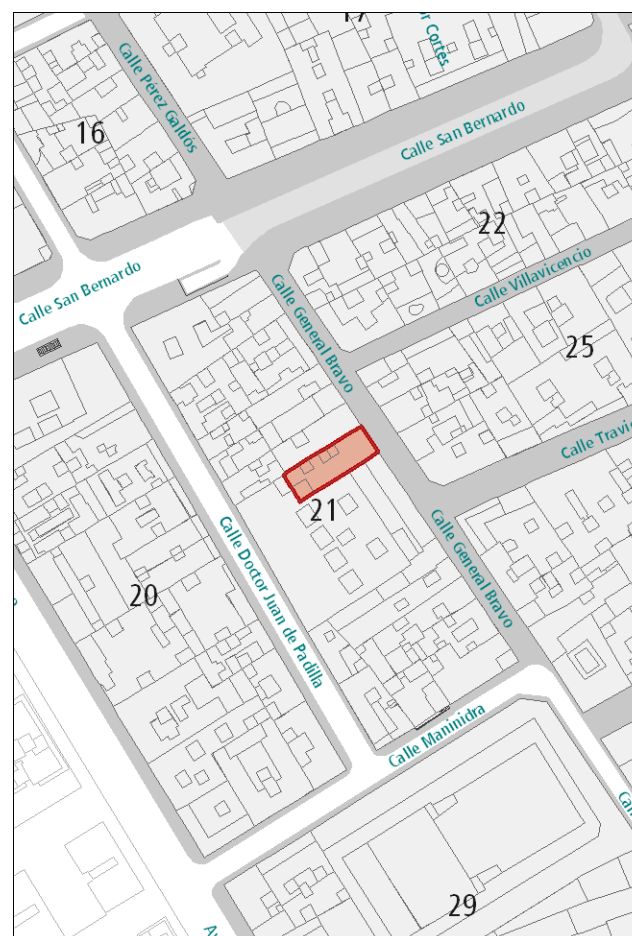 17
Cortés
Calle Pérez Galdós
16
Calle San Bernardo
22
Calle San Bernardo
Calle Villavicencio
Calle General Bravo
25
Calle
21
20
Calle Doctor Juan de Padilla
Calle General Bravo
Calle Maninidra
29